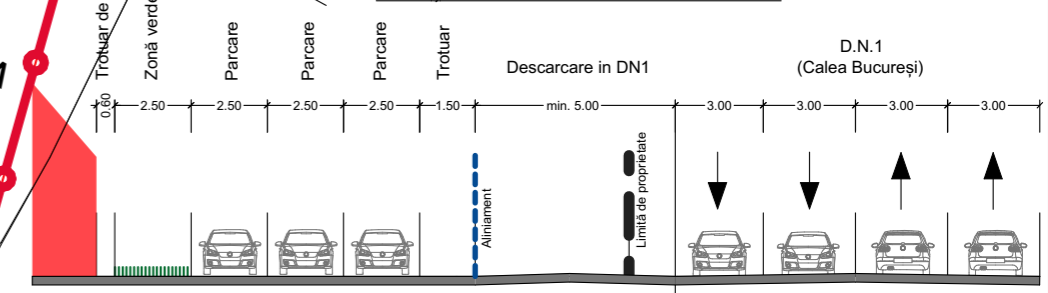 Trotuar de
Zonă verde
Parcare
Parcare
Parcare
Trotuar
Descarcare in DN1
D.N.1
(Calea București)
0.60
2.50
2.50
2.50
2.50
1.50
min. 5.00
3.00
3.00
3.00
3.00
Aliniament
Limită de proprietate